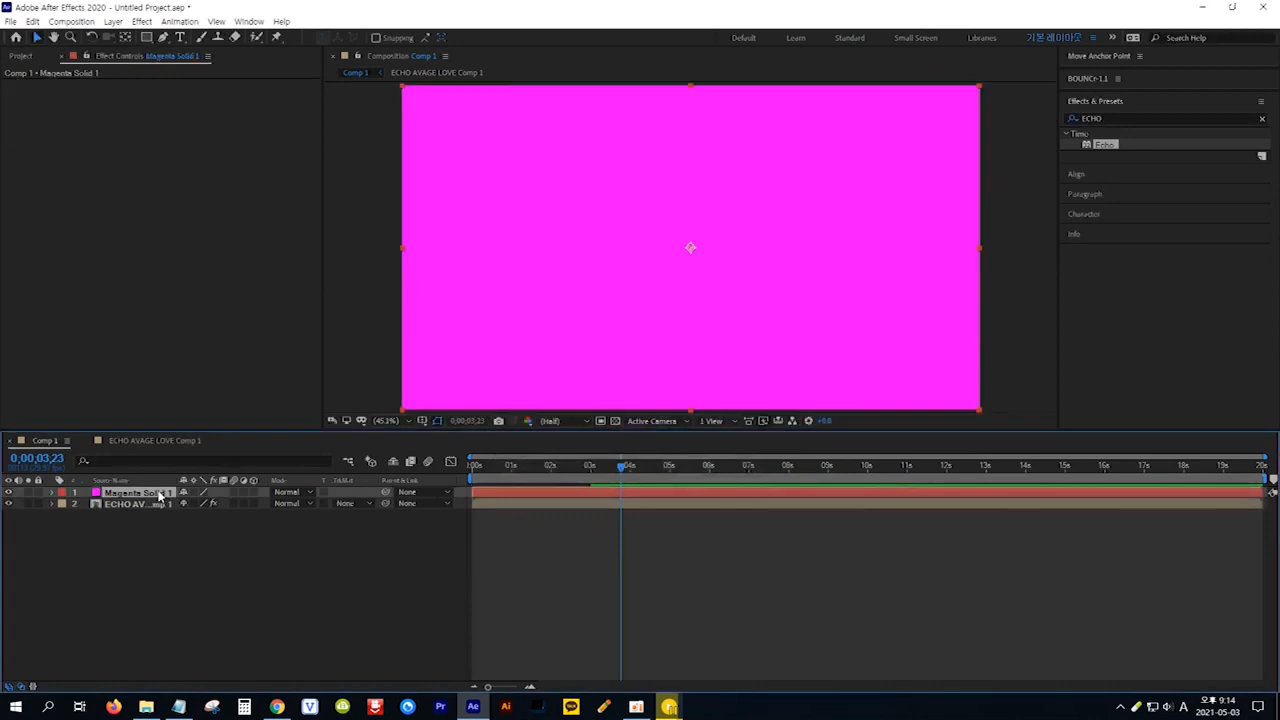 Adobe After Effects 2020 - Untitled Project.aep *
File Edit Composition Layer Effect Animation View Window Help
Snapping
Default Learn Standard Small Screen Libraries 기본레이아웃 Search Help
Project Effect Controls Magenta Solid 1
Comp 1 • Magenta Solid 1
Composition Comp 1
Comp 1 ECHO AVAGE LOVE Comp 1
Move Anchor Point
BOUNCr-1.1
Effects & Presets
ECHO
Time
Echo
Align
Paragraph
Character
Info
(45.1%) 0;00;03;23 (Half) Active Camera 1 View +0.0
Comp 1 ECHO AVAGE LOVE Comp 1
0;00;03;23
Source Name Mode T TrkMat Parent & Link
:00s 01s 02s 03s 04s 05s 06s 07s 08s 09s 10s 11s 12s 13s 14s 15s 16s 17s 18s 19s 20s
1 Magenta Solid 1 Normal None
2 ECHO AV...mp 1 Normal None None
Pr Ae Ai
A 오후 9:14
2021-05-03